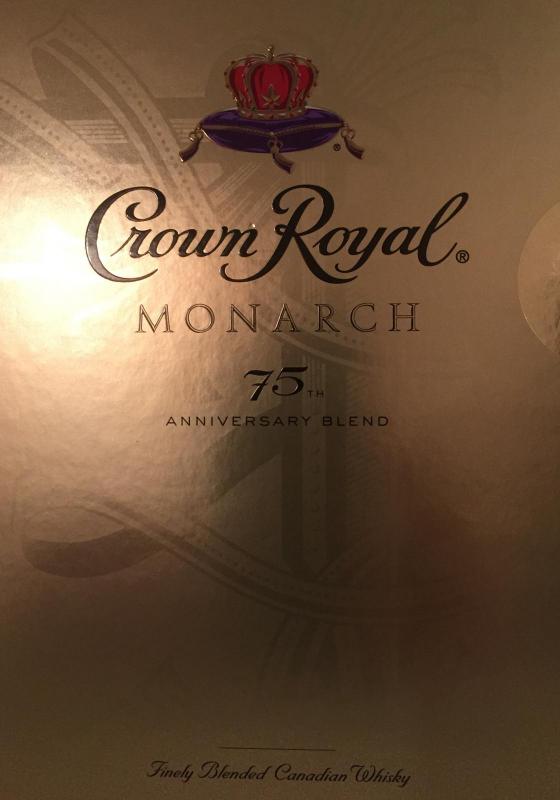 Crown Royal®
MONARCH
75TH
ANNIVERSARY BLEND
Finely Blended Canadian Whisky